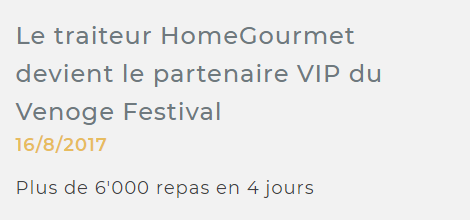 Le traiteur HomeGourmet
devient le partenaire VIP du
Venoge Festival
16/8/2017
Plus de 6'000 repas en 4 jours